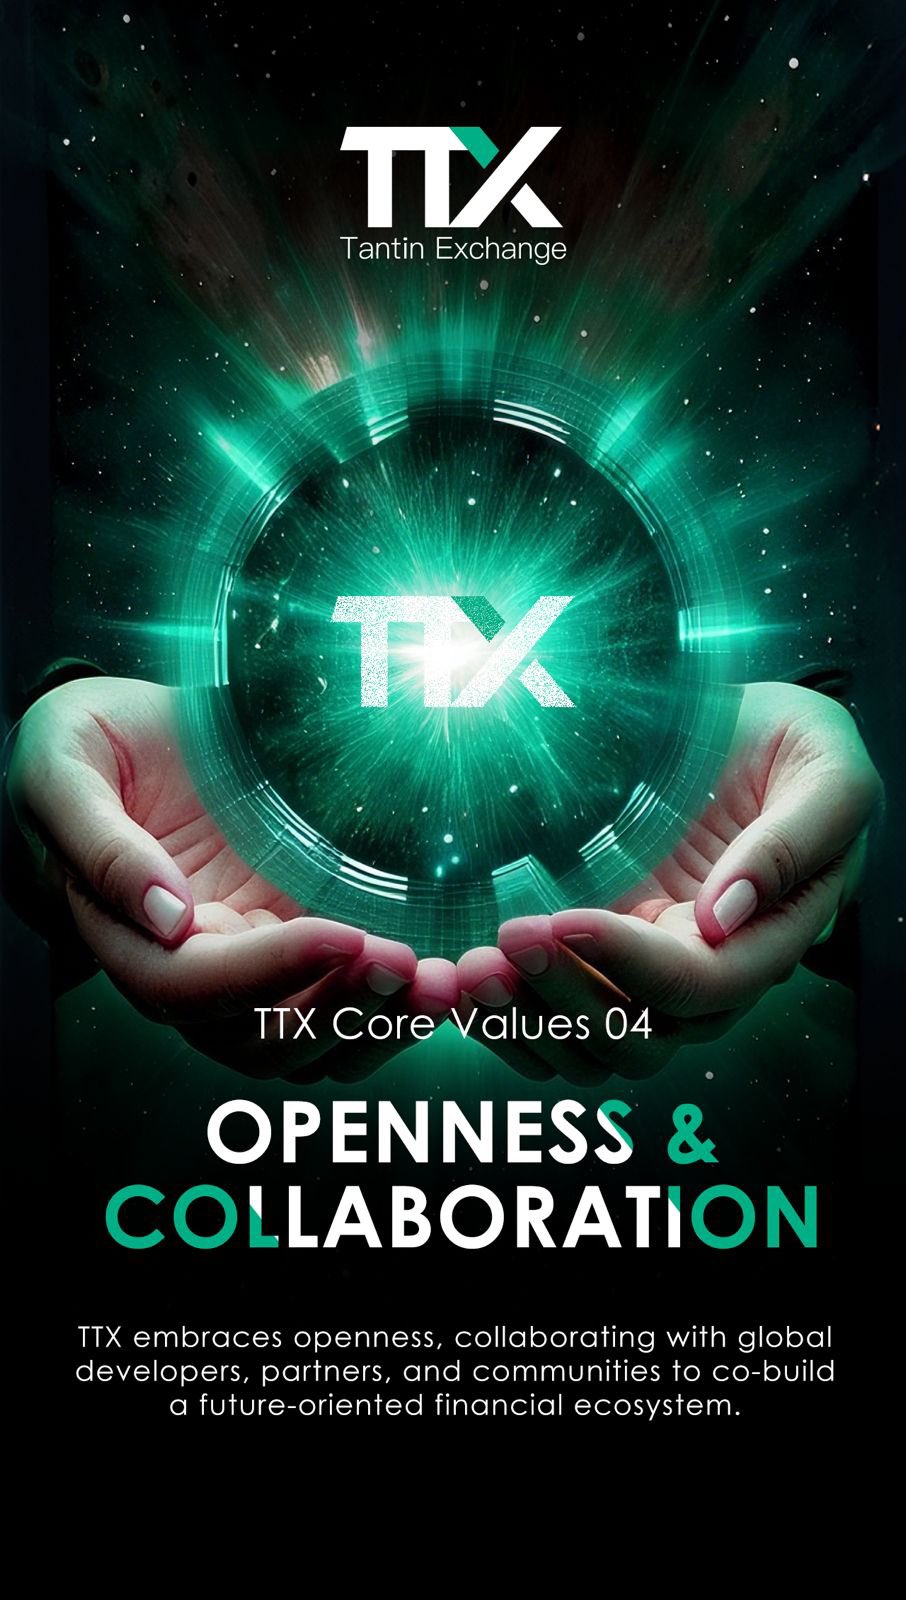 TTX
Tantin Exchange
TTX
TTX Core Values 04
OPENNESS &
COLLABORATION
TTX embraces openness, collaborating with global
developers, partners, and communities to co-build
a future-oriented financial ecosystem.